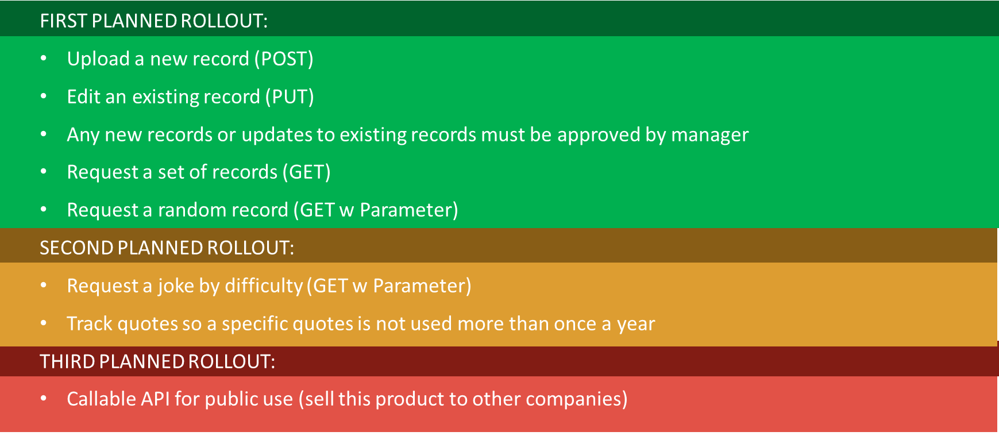 FIRST PLANNED ROLLOUT:
• Upload a new record (POST)
• Edit an existing record (PUT)
• Any new records or updates to existing records must be approved by manager
• Request a set of records (GET)
• Request a random record (GET w Parameter)
SECOND PLANNED ROLLOUT:
• Request a joke by difficulty (GET w Parameter)
• Track quotes so a specific quotes is not used more than once a year
THIRD PLANNED ROLLOUT:
• Callable API for public use (sell this product to other companies)